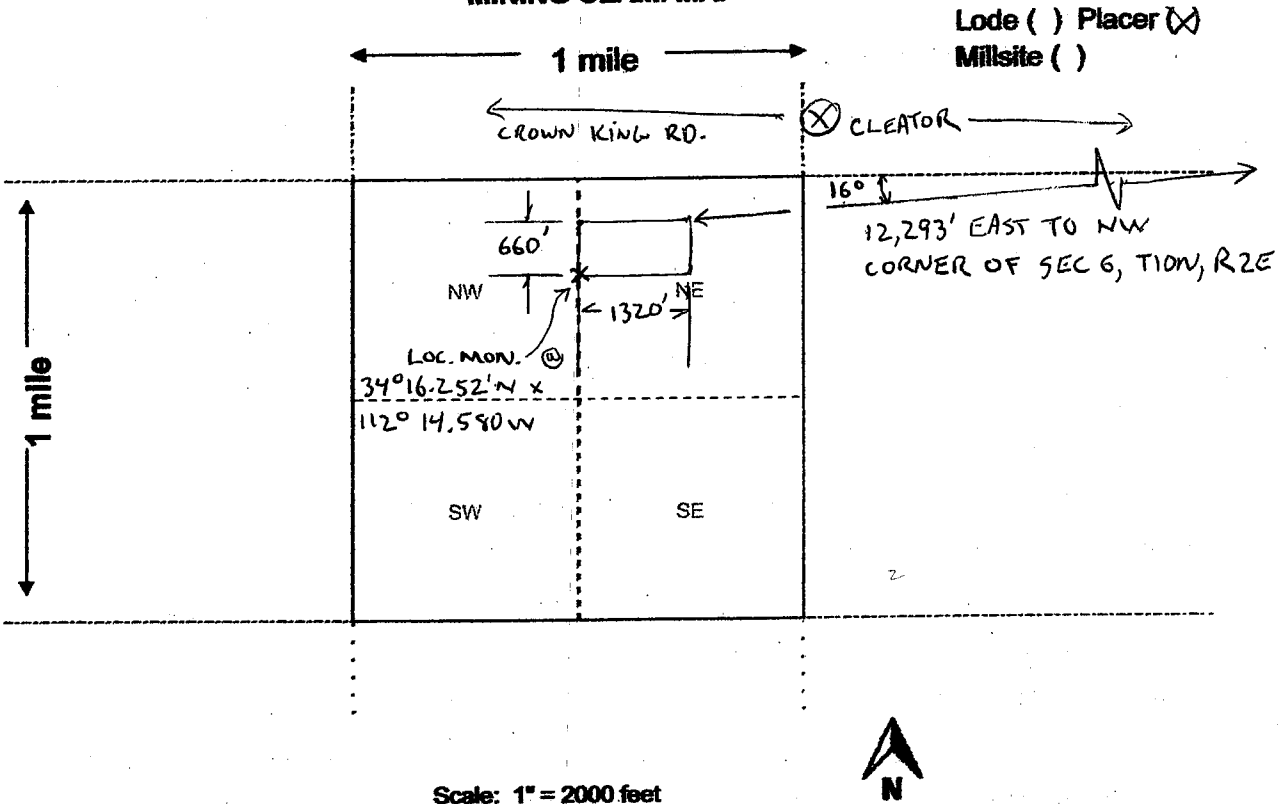 Lode ( ) Placer (X)
1 mile
Millsite ( )
CROWN KING RD.
X CLEATOR
16°
12,293' EAST TO NW
CORNER OF SEC 6, T10N, R2E
660'
NW
NE
1320'
LOC. MON. @
34°16.252'N x
112° 14.580 W
1 mile
SW
SE
2
N
Scale: 1" = 2000 feet